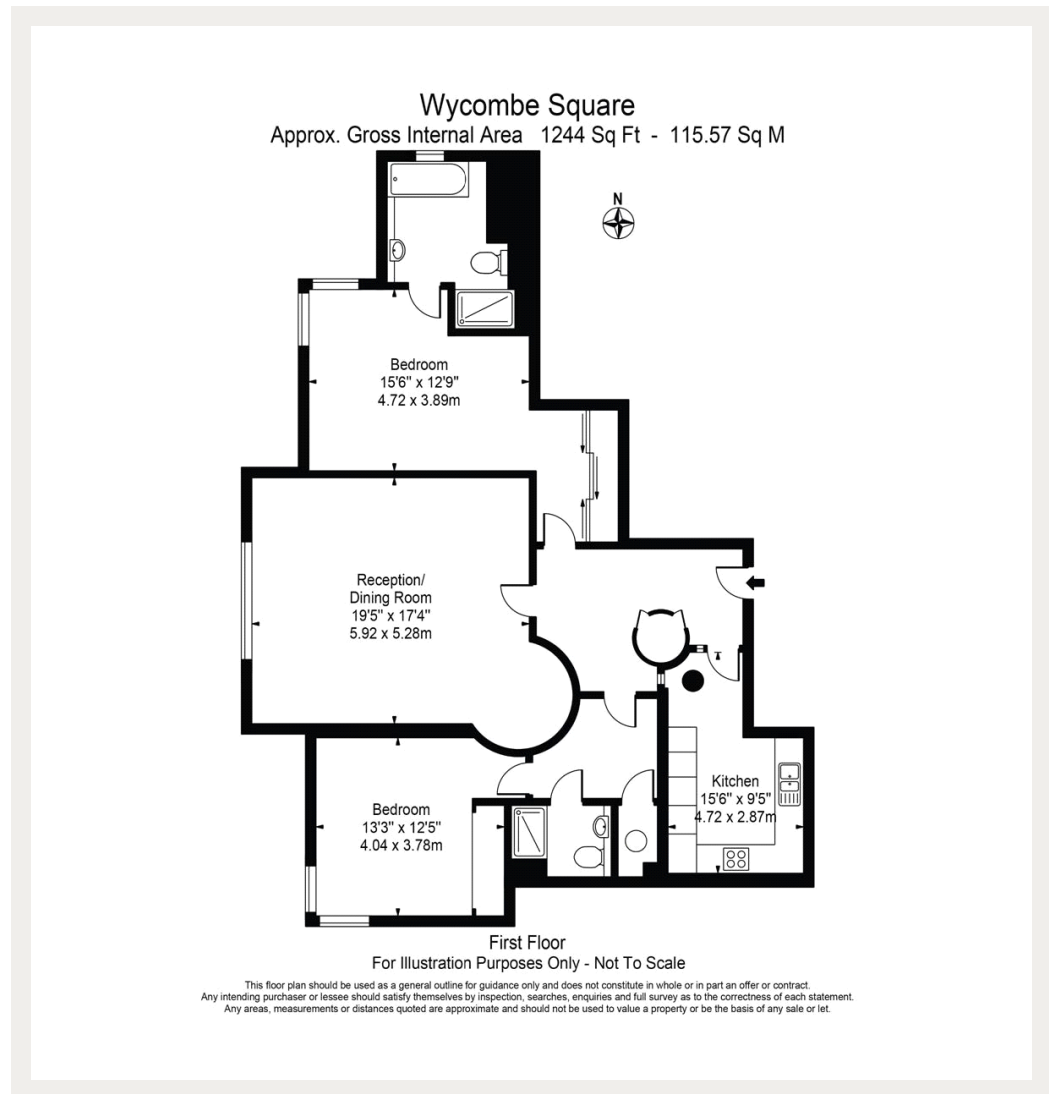 Wycombe Square
Approx. Gross Internal Area 1244 Sq Ft - 115.57 Sq M
N
Bedroom
15'6" x 12'9"
4.72 x 3.89m
Reception/
Dining Room
19'5" x 17'4"
5.92 x 5.28m
Kitchen
15'6" x 9'5"
4.72 x 2.87m
Bedroom
13'3" x 12'5"
4.04 x 3.78m
First Floor
For Illustration Purposes Only - Not To Scale
This floor plan should be used as a general outline for guidance only and does not constitute in whole or in part an offer or contract.
Any intending purchaser or lessee should satisfy themselves by inspection, searches, enquiries and full survey as to the correctness of each statement.
Any areas, measurements or distances quoted are approximate and should not be used to value a property or be the basis of any sale or let.